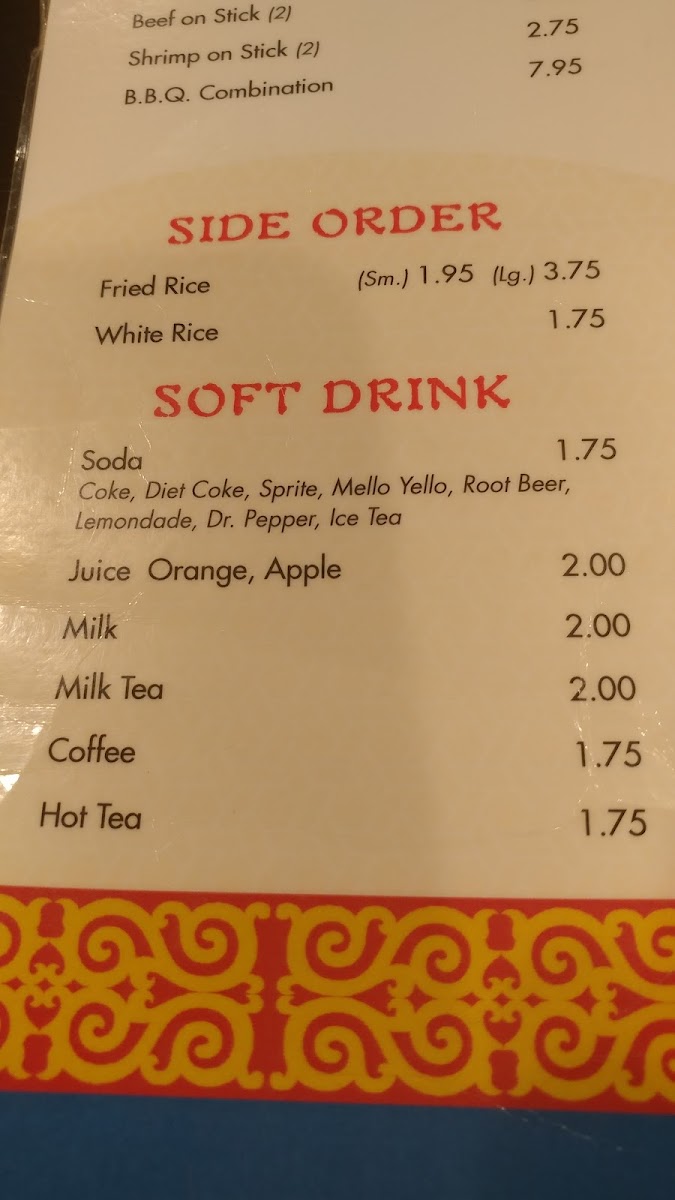 Beef on Stick (2)
Shrimp on Stick (2) 2.75
B.B.Q. Combination 7.95
SIDE ORDER
Fried Rice (Sm.) 1.95 (Lg.) 3.75
White Rice 1.75
SOFT DRINK
Soda 1.75
Coke, Diet Coke, Sprite, Mello Yello, Root Beer,
Lemondade, Dr. Pepper, Ice Tea
Juice Orange, Apple 2.00
Milk 2.00
Milk Tea 2.00
Coffee 1.75
Hot Tea 1.75